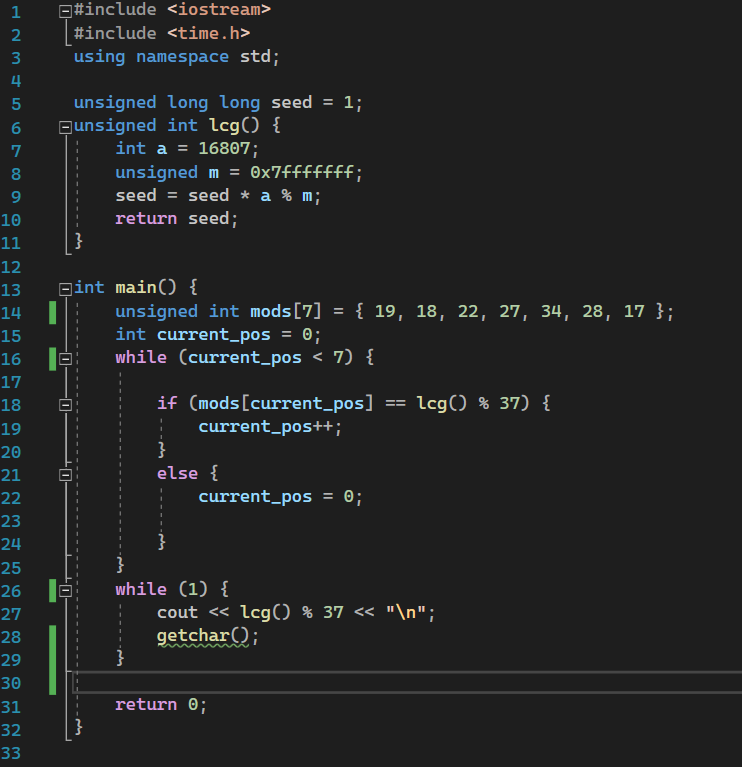 1 #include <iostream>
2 #include <time.h>
3 using namespace std;
4
5 unsigned long long seed = 1;
6 unsigned int lcg() {
7     int a = 16807;
8     unsigned m = 0x7fffffff;
9     seed = seed * a % m;
10     return seed;
11 }
12
13 int main() {
14     unsigned int mods[7] = { 19, 18, 22, 27, 34, 28, 17 };
15     int current_pos = 0;
16     while (current_pos < 7) {
17
18         if (mods[current_pos] == lcg() % 37) {
19             current_pos++;
20         }
21         else {
22             current_pos = 0;
23
24         }
25     }
26     while (1) {
27         cout << lcg() % 37 << "\n";
28         getchar();
29     }
30
31     return 0;
32 }
33